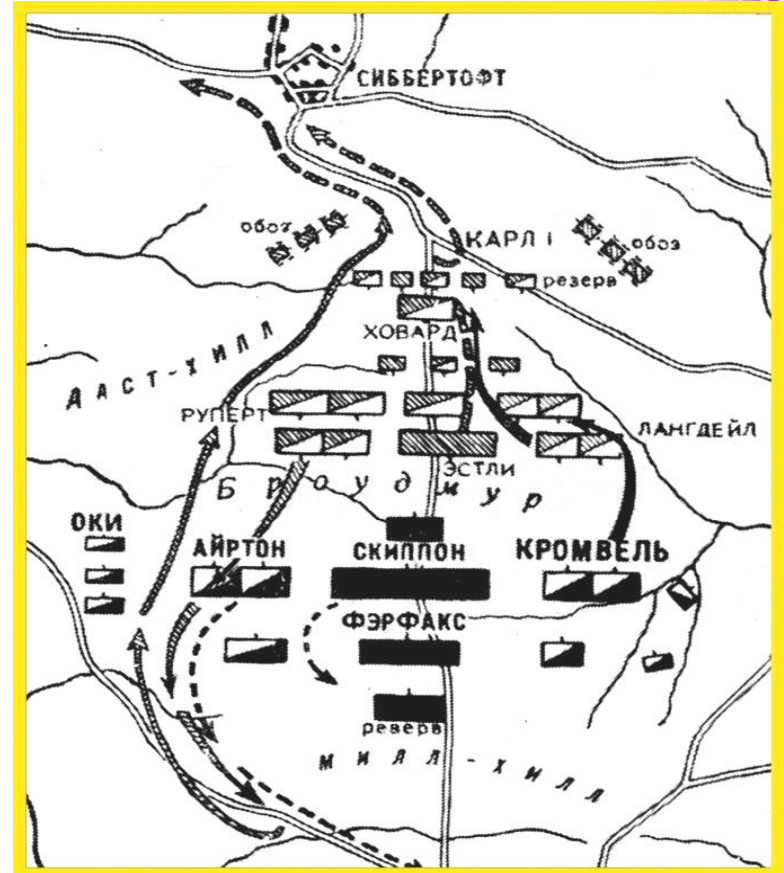 СИББЕРТОФТ
обоз
КАРЛ I
обоз
резерв
ХОВАРД
ДАСТ-ХИЛЛ
РУПЕРТ
ЛАНГДЕЙЛ
ЭСТЛИ
Броудмур
ОКИ
АЙРТОН
СКИППОН
КРОМВЕЛЬ
ФЭРФАКС
резерв
МИЛЛ-ХИЛЛ